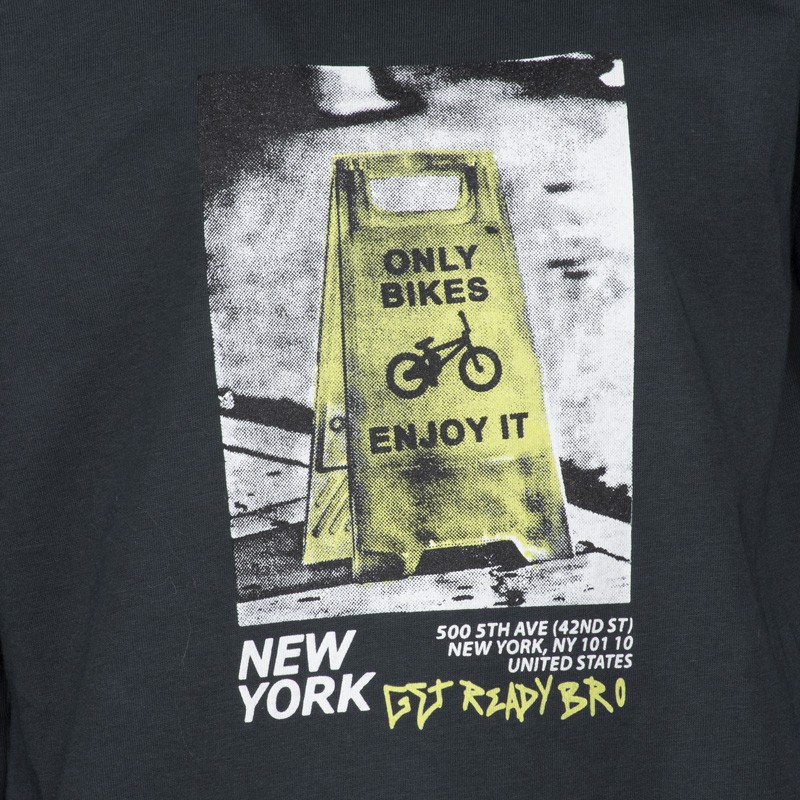 ONLY
BIKES
ENJOY IT
NEW
YORK
500 5TH AVE (42ND ST)
NEW YORK, NY 101 10
UNITED STATES
GET READY BRO